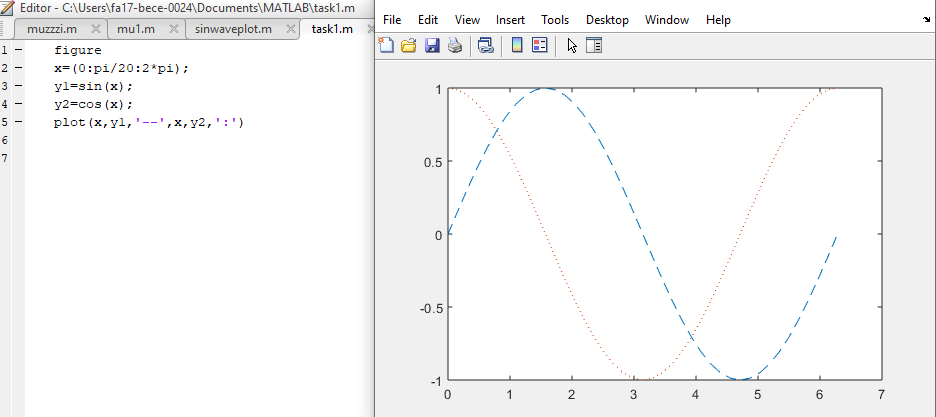 Editor - C:\Users\fa17-bece-0024\Documents\MATLAB\task1.m
muzzzi.m mu1.m sinwaveplot.m task1.m
1 figure
2 x=(0:pi/20:2*pi);
3 y1=sin(x);
4 y2=cos(x);
5 plot(x,y1,'--',x,y2,':')
6
7
File Edit View Insert Tools Desktop Window Help
1
0.5
0
-0.5
-1
0 1 2 3 4 5 6 7